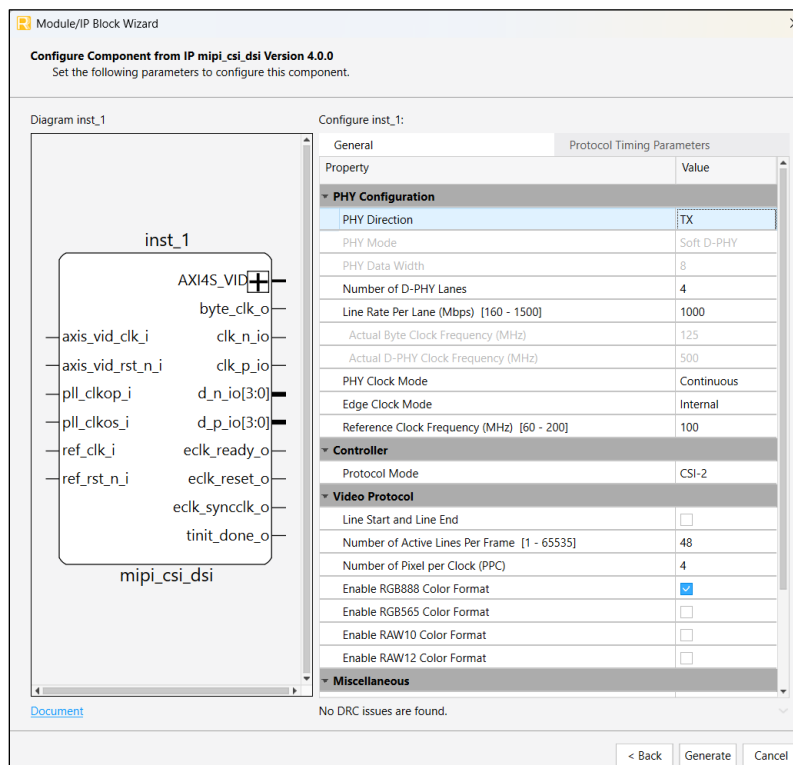 Module/IP Block Wizard
Configure Component from IP mipi_csi_dsi Version 4.0.0
Set the following parameters to configure this component.
Diagram inst_1
inst_1
AXI4S_VID
byte_clk_o
axis_vid_clk_i clk_n_io
axis_vid_rst_n_i clk_p_io
pll_clkop_i d_n_io[3:0]
pll_clkos_i d_p_io[3:0]
ref_clk_i eclk_ready_o
ref_rst_n_i eclk_reset_o
eclk_syncclk_o
tinit_done_o
mipi_csi_dsi
Configure inst_1:
General Protocol Timing Parameters
Property Value
PHY Configuration
PHY Direction TX
PHY Mode Soft D-PHY
PHY Data Width 8
Number of D-PHY Lanes 4
Line Rate Per Lane (Mbps) [160 - 1500] 1000
Actual Byte Clock Frequency (MHz) 125
Actual D-PHY Clock Frequency (MHz) 500
PHY Clock Mode Continuous
Edge Clock Mode Internal
Reference Clock Frequency (MHz) [60 - 200] 100
Controller
Protocol Mode CSI-2
Video Protocol
Line Start and Line End
Number of Active Lines Per Frame [1 - 65535] 48
Number of Pixel per Clock (PPC) 4
Enable RGB888 Color Format
Enable RGB565 Color Format
Enable RAW10 Color Format
Enable RAW12 Color Format
Miscellaneous
Document
No DRC issues are found.
< Back Generate Cancel